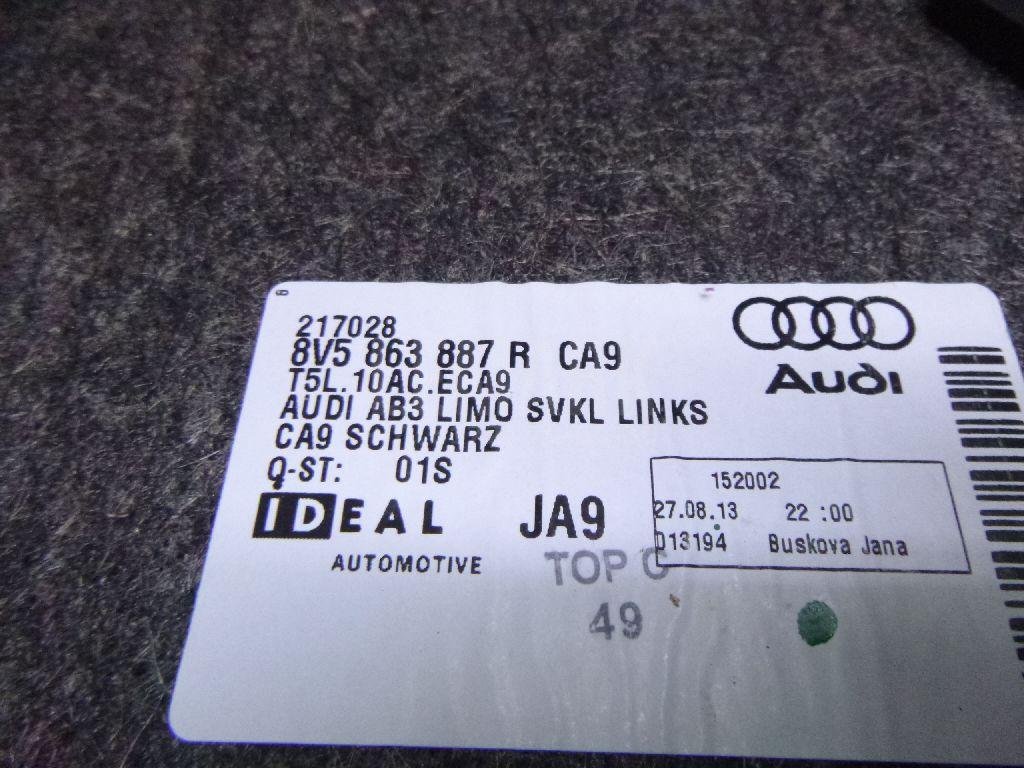 217028
8V5 863 887 R CA9
T5L.10AC.ECA9
AUDI AB3 LIMO SVKL LINKS
CA9 SCHWARZ
Q-ST: 01S
IDEAL
AUTOMOTIVE
JA9
TOP
49
Audi
152002
27.08.13 22 :00
D13194 Buskova Jana